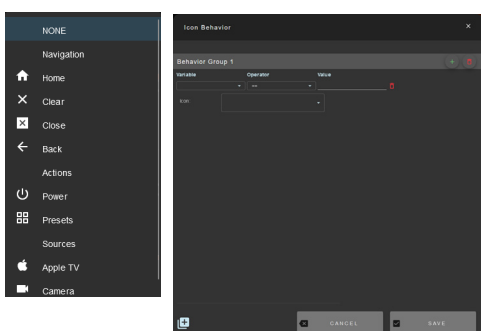 NONE
Navigation
Home
Clear
Close
Back
Actions
Power
Presets
Sources
Apple TV
Camera
Icon Behavior
Behavior Group 1
Variable Operator Value
Icon
CANCEL SAVE